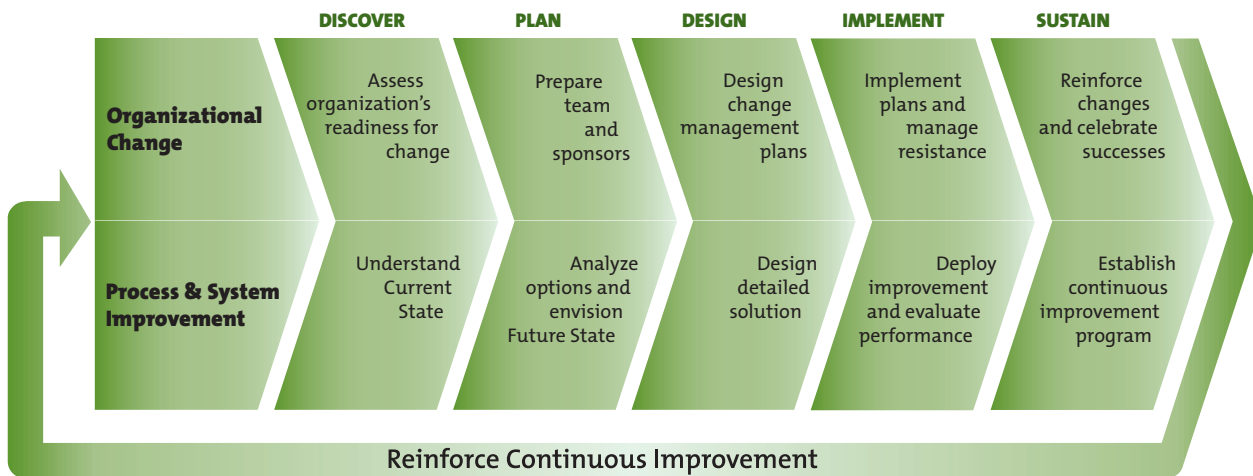 DISCOVER
PLAN
DESIGN
IMPLEMENT
SUSTAIN
Organizational
Change
Assess
organization’s
readiness for
change
Prepare
team
and
sponsors
Design
change
management
plans
Implement
plans and
manage
resistance
Reinforce
changes
and celebrate
successes
Process & System
Improvement
Understand
Current
State
Analyze
options and
envision
Future State
Design
detailed
solution
Deploy
improvement
and evaluate
performance
Establish
continuous
improvement
program
Reinforce Continuous Improvement